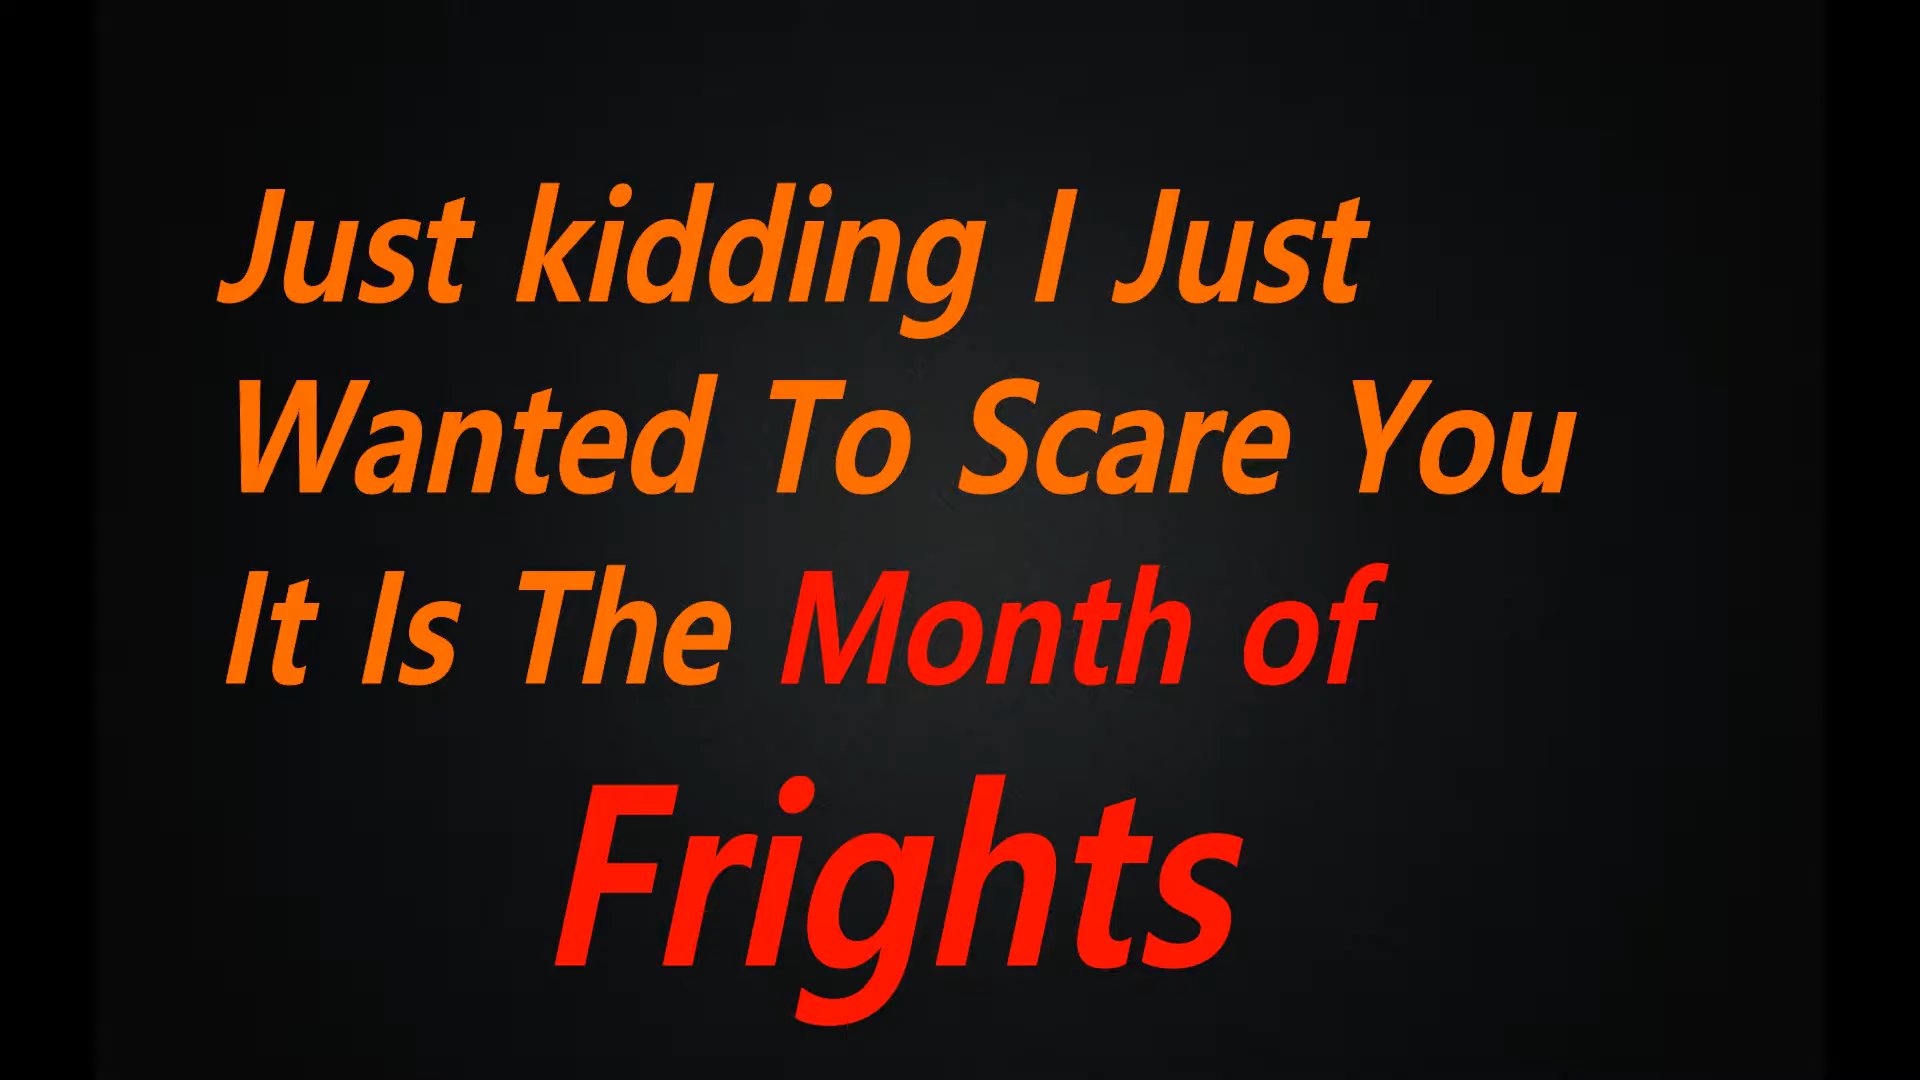 Just kidding I Just
Wanted To Scare You
It Is The Month of
Frights